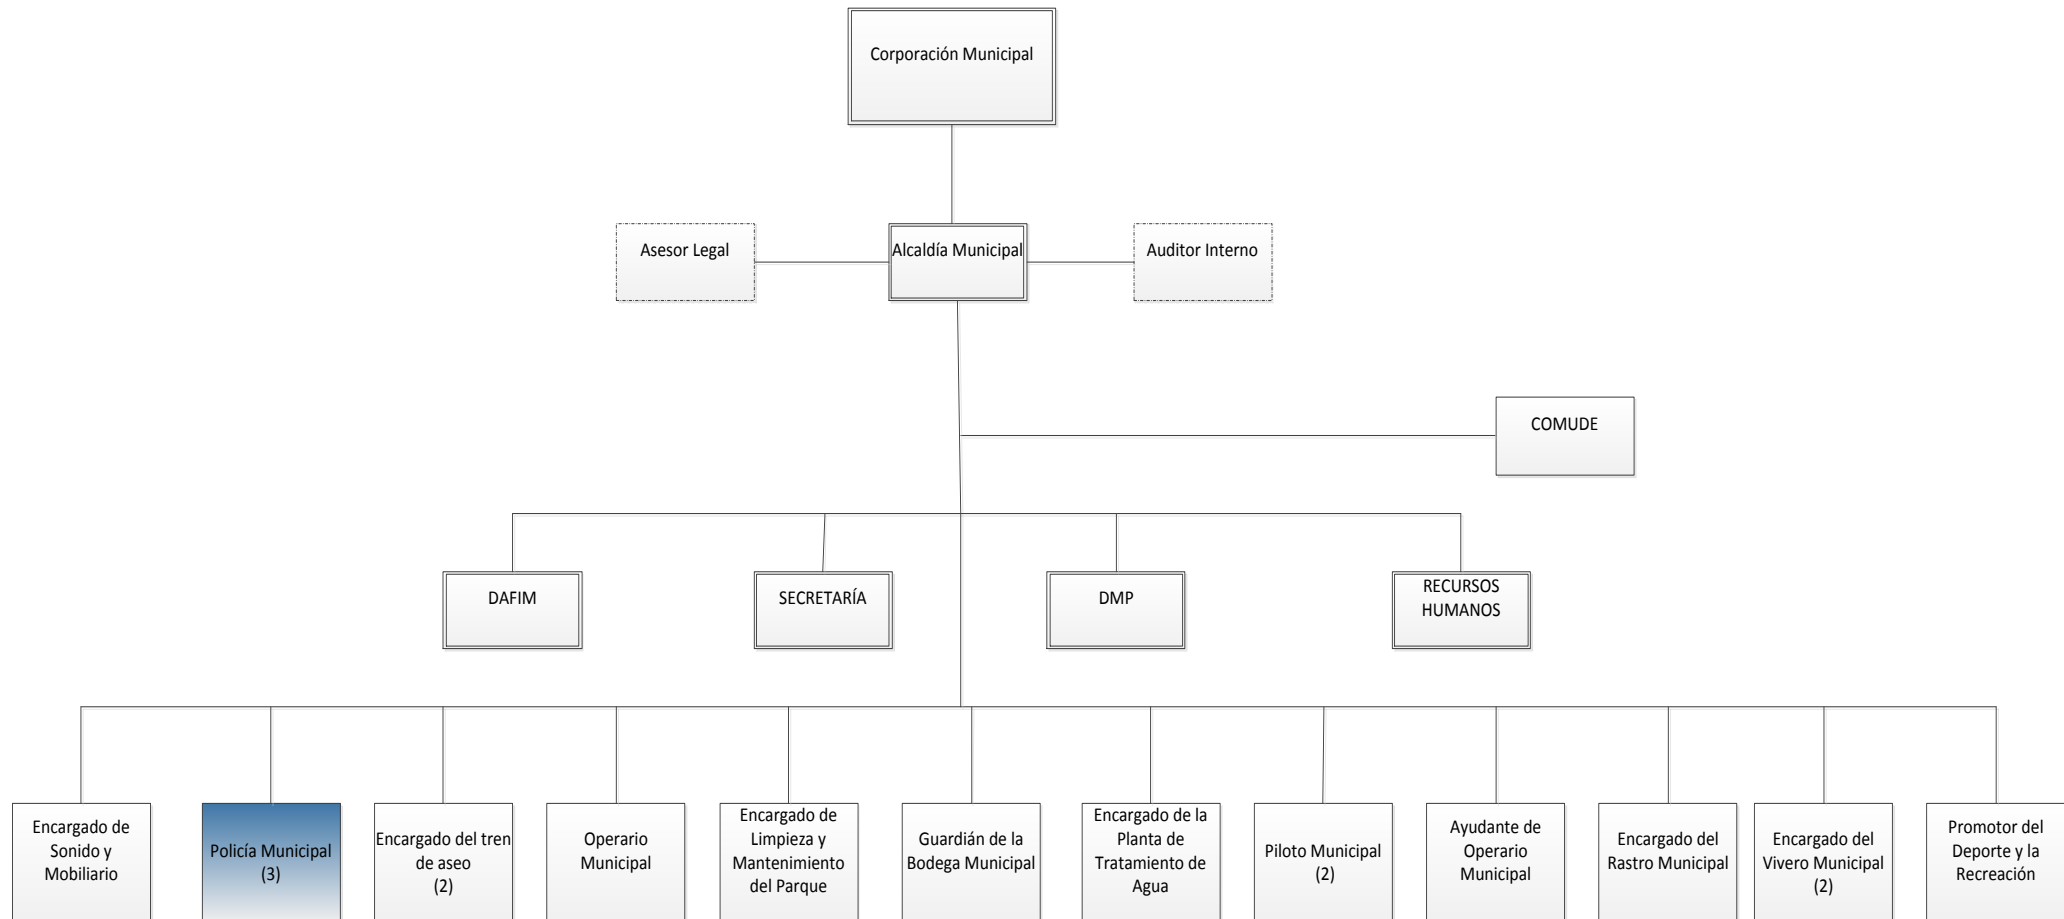 Corporación Municipal
Asesor Legal
Alcaldía Municipal
Auditor Interno
COMUDE
DAFIM
SECRETARÍA
DMP
RECURSOS
HUMANOS
Encargado de
Sonido y
Mobiliario
Policía Municipal
(3)
Encargado del tren
de aseo
(2)
Operario
Municipal
Encargado de
Limpieza y
Mantenimiento
del Parque
Guardián de la
Bodega Municipal
Encargado de la
Planta de
Tratamiento de
Agua
Piloto Municipal
(2)
Ayudante de
Operario
Municipal
Encargado del
Rastro Municipal
Encargado del
Vivero Municipal
(2)
Promotor del
Deporte y la
Recreación